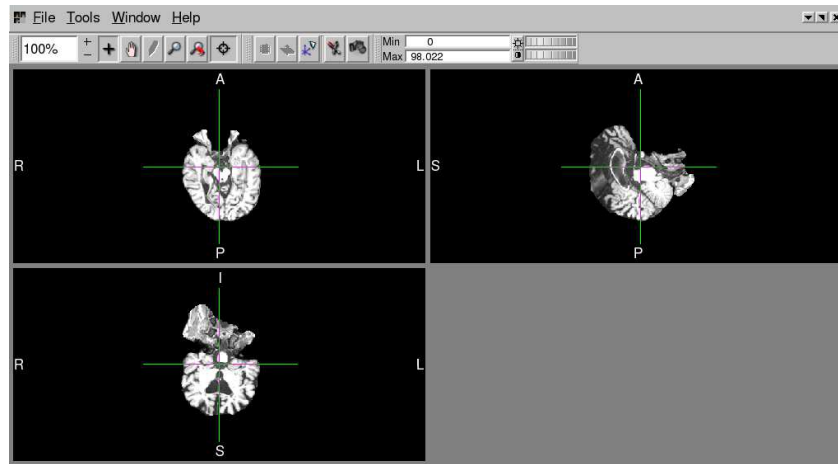 File Tools Window Help
100% + − Min 0
Max 98.022
A
R L
P
A
S
P
I
R L
S